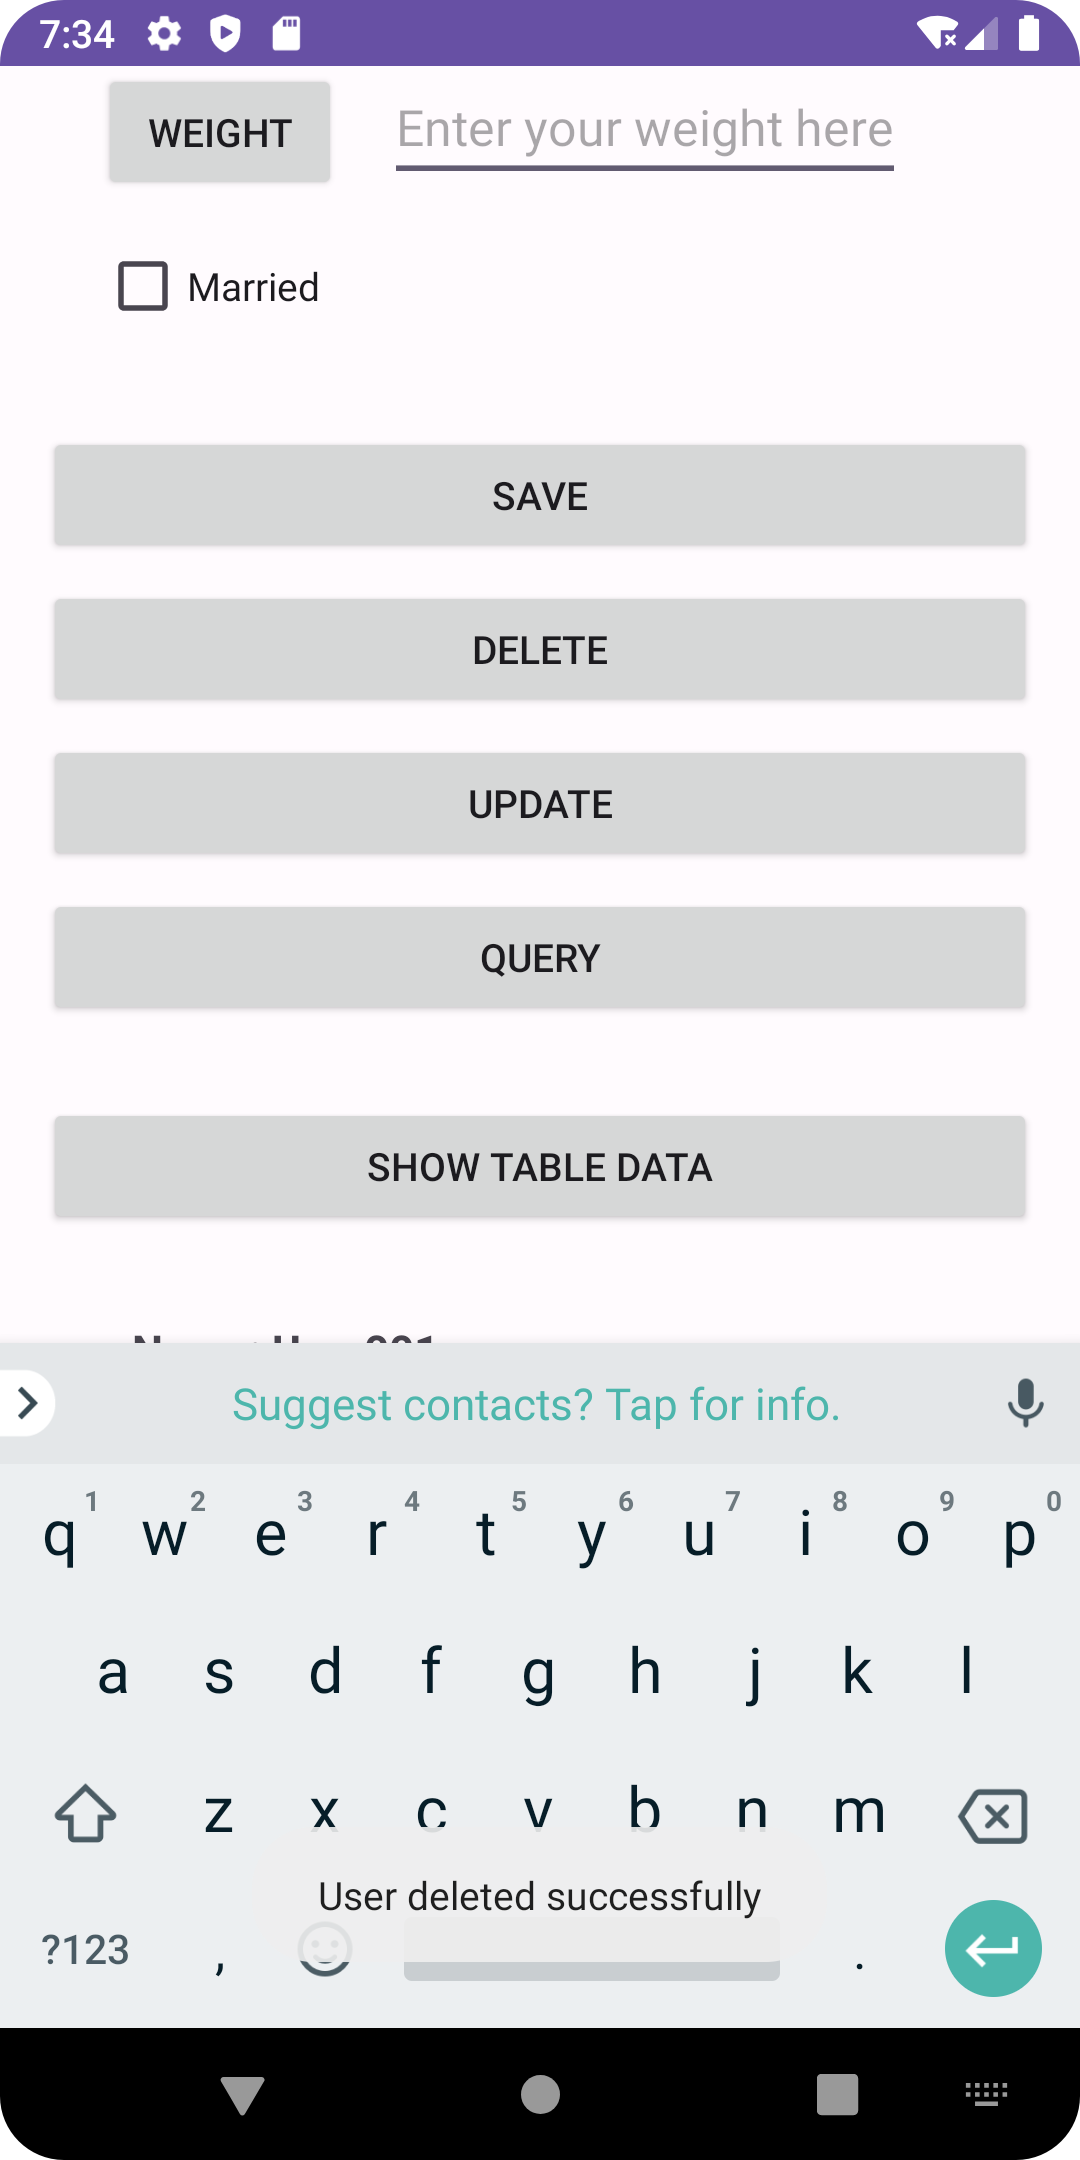 7:34
WEIGHT
Enter your weight here
Married
SAVE
DELETE
UPDATE
QUERY
SHOW TABLE DATA
Suggest contacts? Tap for info.
1 2 3 4 5 6 7 8 9 0
q w e r t y u i o p
a s d f g h j k l
z x c v b n m
User deleted successfully
?123 , .